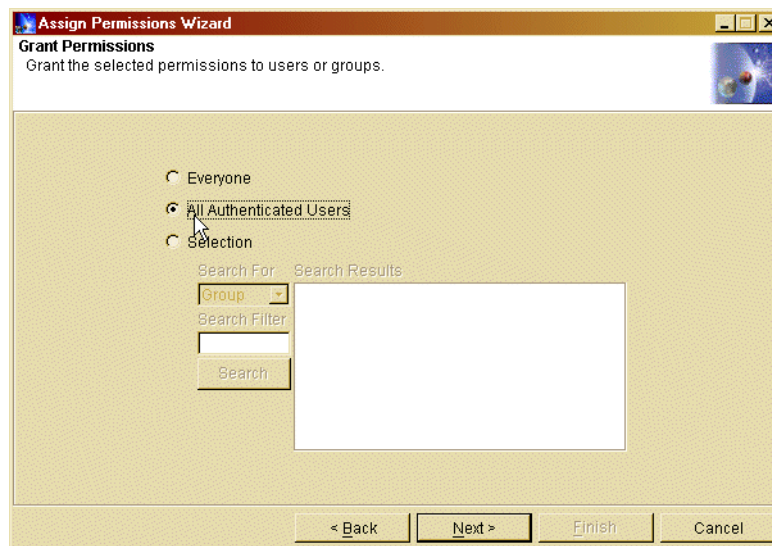 Assign Permissions Wizard
Grant Permissions
Grant the selected permissions to users or groups.
Everyone
All Authenticated Users
Selection
Search For
Search Results
Group
Search Filter
Search
< Back
Next >
Finish
Cancel